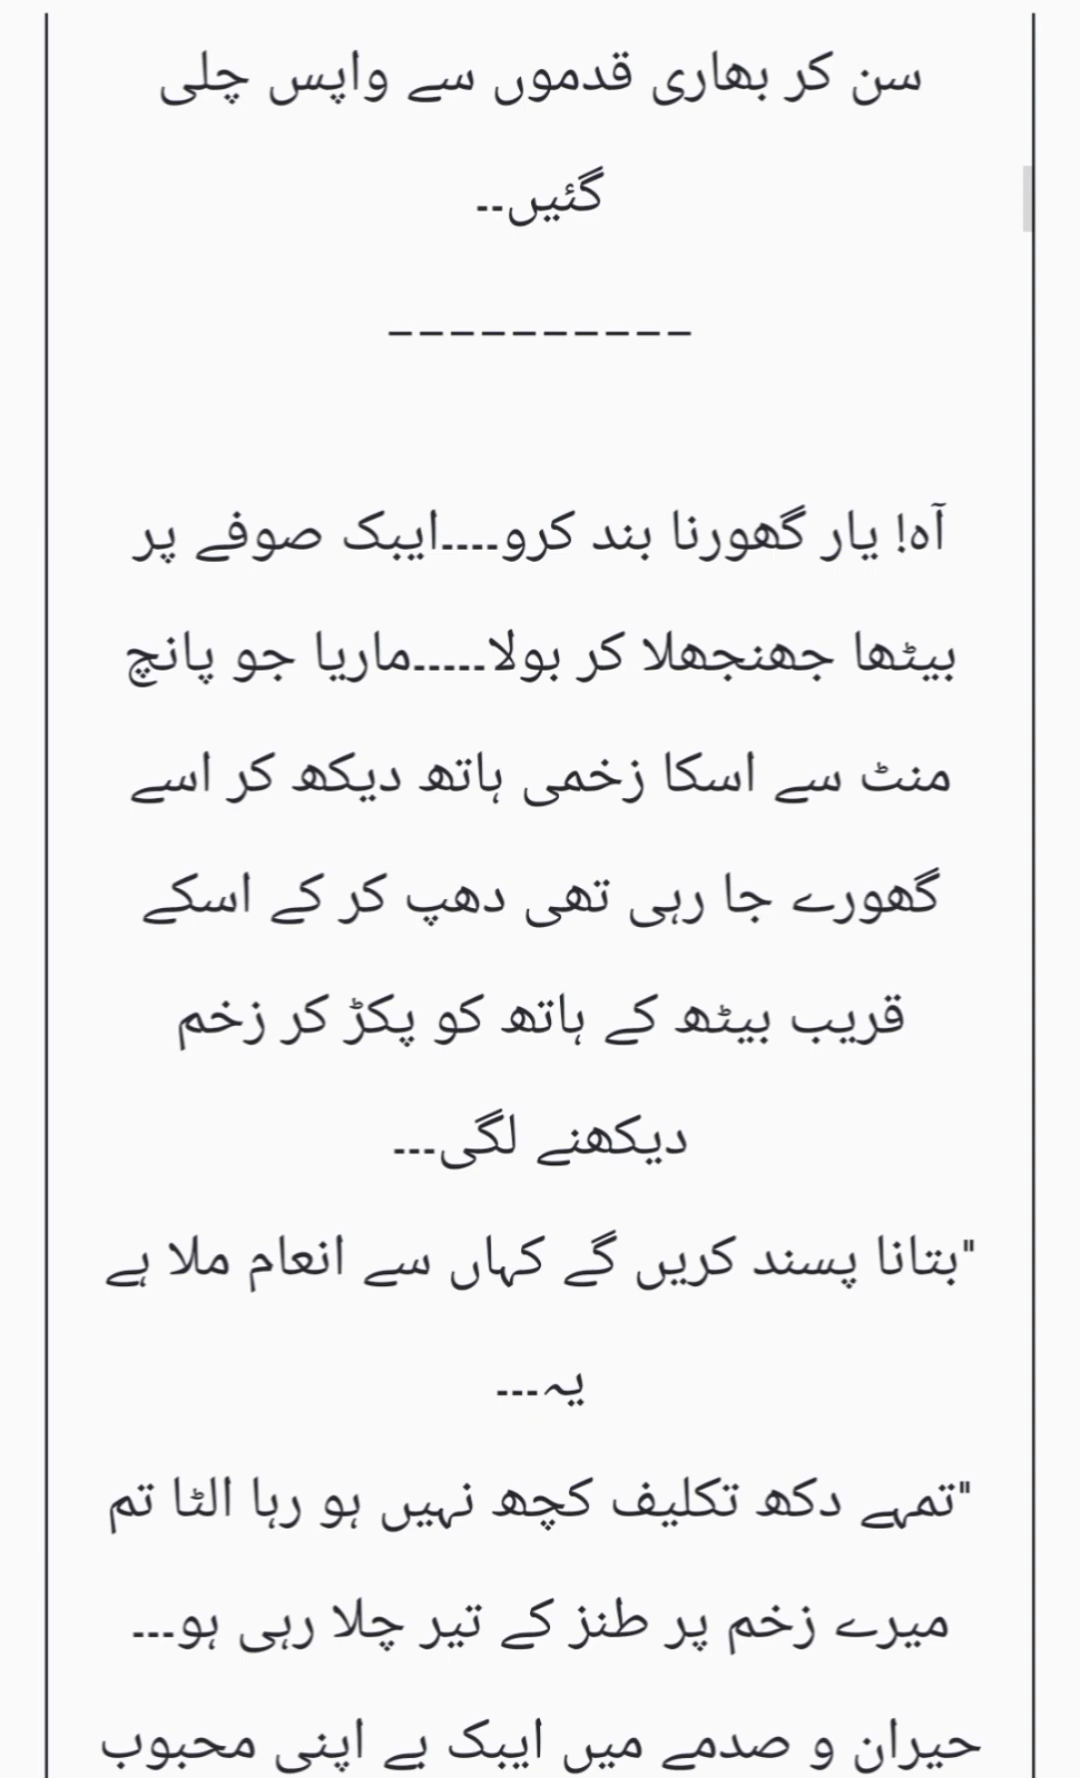 سن کر بھاری قدموں سے واپس چلی
گئیں--
----------
آہ! یار گھورنا بند کرو----ایبک صوفے پر
بیٹھا جھنجھلا کر بولا-----ماریا جو پانچ
منٹ سے اسکا زخمی ہاتھ دیکھ کر اسے
گھورے جا رہی تھی دھپ کر کے اسکے
قریب بیٹھ کے ہاتھ کو پکڑ کر زخم
دیکھنے لگی---
"بتانا پسند کریں گے کہاں سے انعام ملا ہے
یہ---
"تمہے دکھ تکلیف کچھ نہیں ہو رہا الٹا تم
میرے زخم پر طنز کے تیر چلا رہی ہو---
حیران و صدمے میں ایبک بے اپنی محبوب